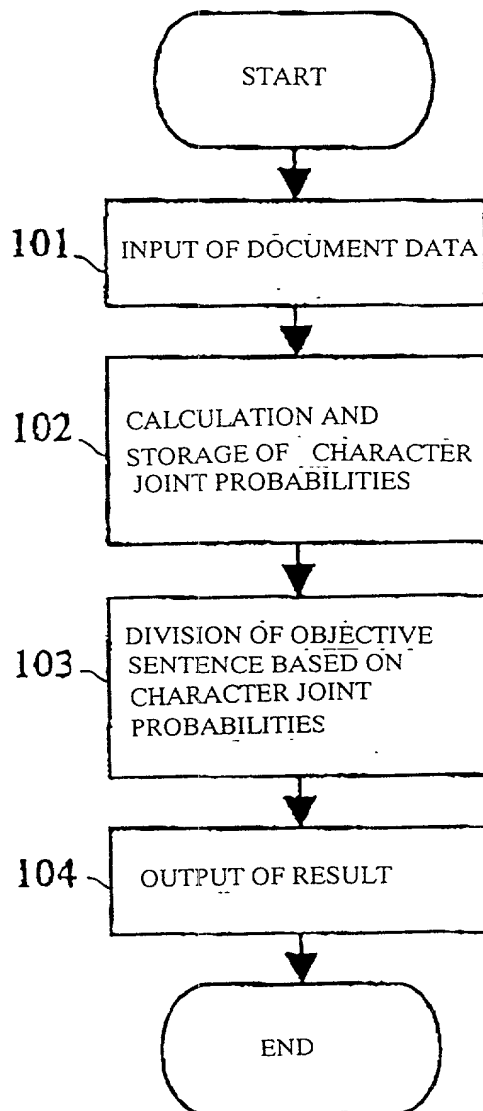 START
101
INPUT OF DOCUMENT DATA
102
CALCULATION AND
STORAGE OF CHARACTER
JOINT PROBABILITIES
103
DIVISION OF OBJECTIVE
SENTENCE BASED ON
CHARACTER JOINT
PROBABILITIES
104
OUTPUT OF RESULT
END